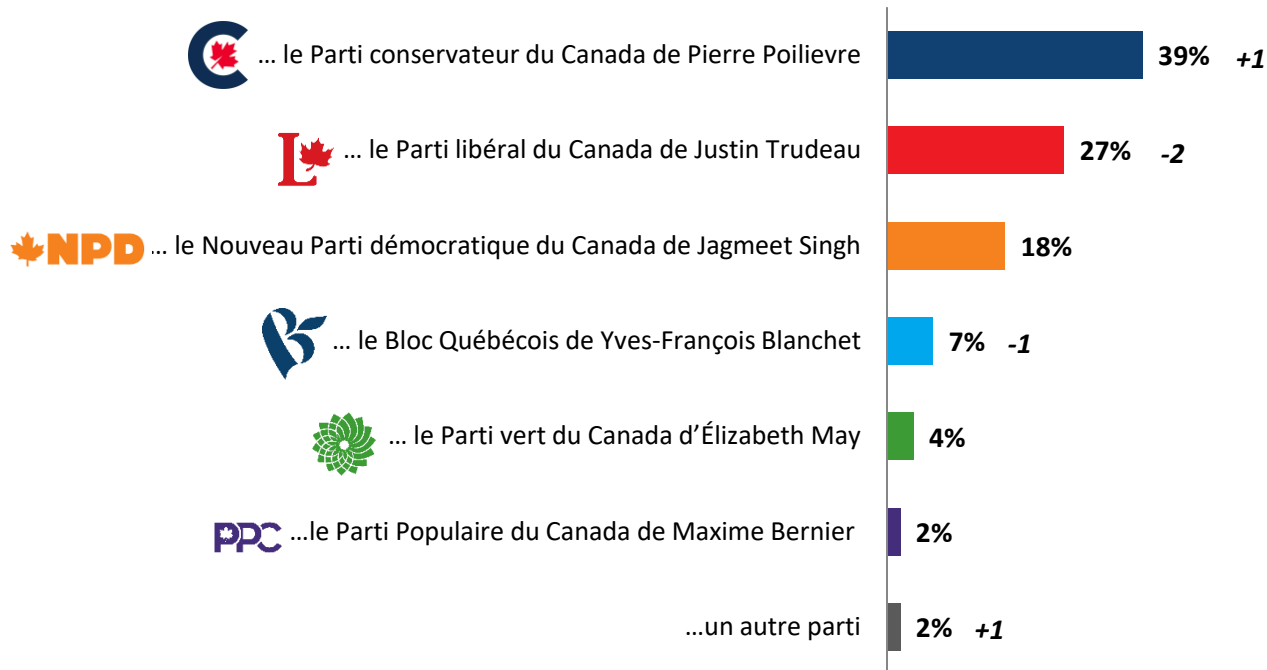 ... le Parti conservateur du Canada de Pierre Poilievre 39% +1
L ... le Parti libéral du Canada de Justin Trudeau 27% -2
NPD ... le Nouveau Parti démocratique du Canada de Jagmeet Singh 18%
... le Bloc Québécois de Yves-François Blanchet 7% -1
... le Parti vert du Canada d’Élizabeth May 4%
PPC ...le Parti Populaire du Canada de Maxime Bernier 2%
...un autre parti 2% +1